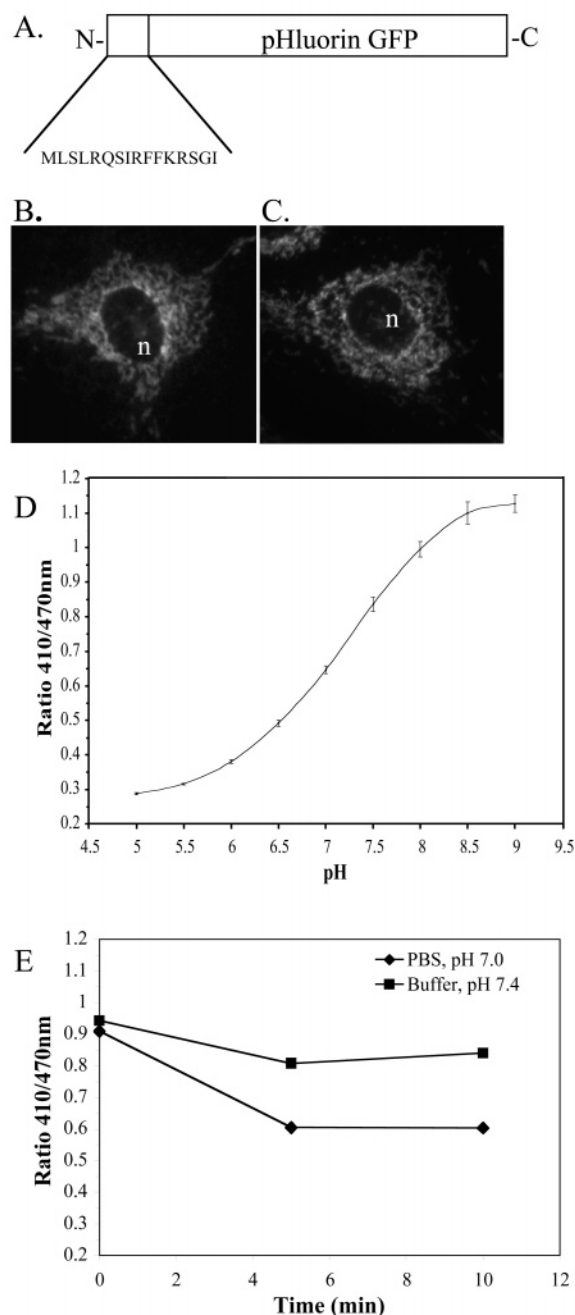 A.
N-
pHluorin GFP
-C
MLSLRQSIRFFKRSGI
B.
C.
n
n
D
1.2
1.1
1
0.9
0.8
0.7
0.6
0.5
0.4
0.3
0.2
Ratio 410/470nm
4.5 5 5.5 6 6.5 7 7.5 8 8.5 9 9.5
pH
E
1.2
1.1
1
0.9
0.8
0.7
0.6
0.5
0.4
0.3
0.2
Ratio 410/470nm
PBS, pH 7.0
Buffer, pH 7.4
0 2 4 6 8 10 12
Time (min)